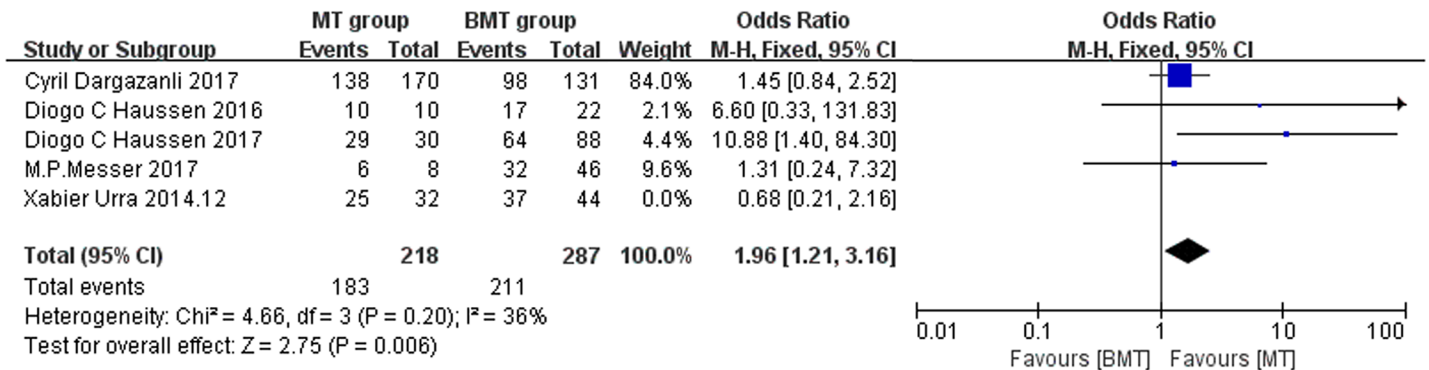 MT group BMT group Odds Ratio Odds Ratio
Study or Subgroup Events Total Events Total Weight M-H, Fixed, 95% CI M-H, Fixed, 95% CI
Cyril Dargazanli 2017 138 170 98 131 84.0% 1.45 [0.84, 2.52]
Diogo C Haussen 2016 10 10 17 22 2.1% 6.60 [0.33, 131.83]
Diogo C Haussen 2017 29 30 64 88 4.4% 10.88 [1.40, 84.30]
M.P.Messer 2017 6 8 32 46 9.6% 1.31 [0.24, 7.32]
Xabier Urra 2014.12 25 32 37 44 0.0% 0.68 [0.21, 2.16]
Total (95% CI) 218 287 100.0% 1.96 [1.21, 3.16]
Total events 183 211
Heterogeneity: Chi² = 4.66, df = 3 (P = 0.20); I² = 36%
Test for overall effect: Z = 2.75 (P = 0.006)
0.01 0.1 1 10 100
Favours [BMT] Favours [MT]